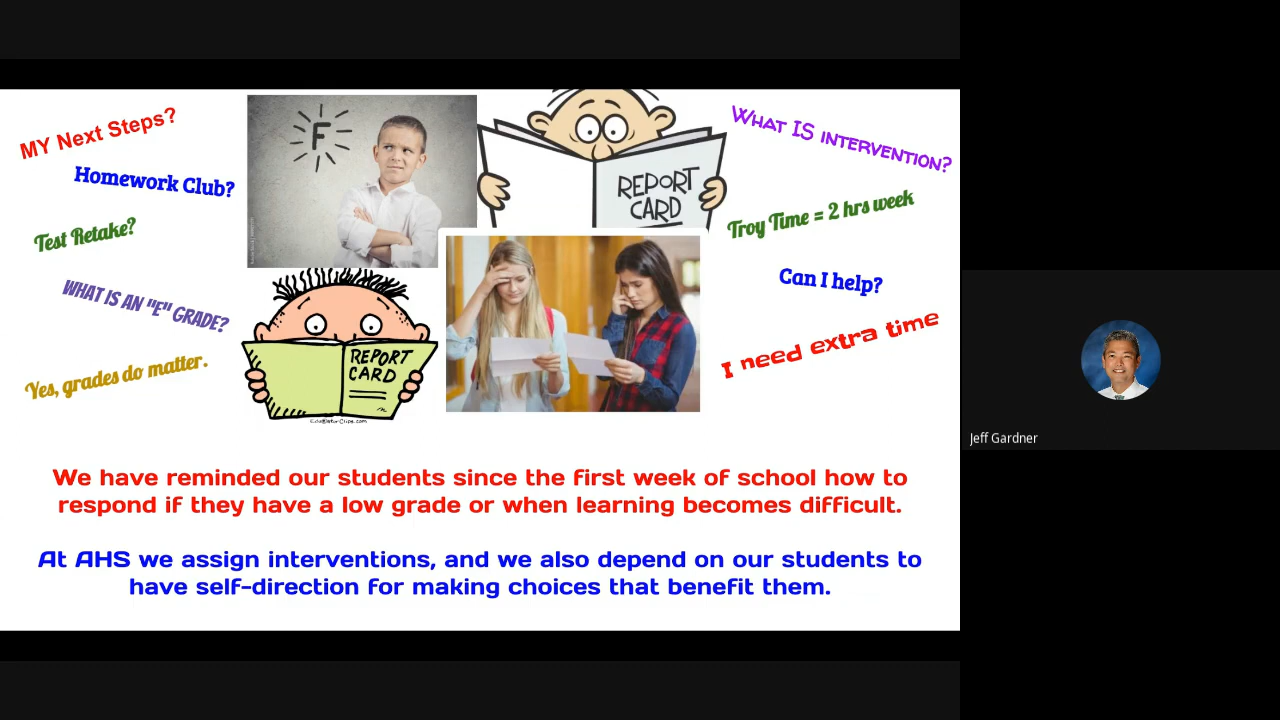 MY Next Steps?
Homework Club?
Test Retake?
WHAT IS AN "E" GRADE?
Yes, grades do matter.
F
REPORT
CARD
REPORT
CARD
EduBlatorClips.com
WHAT IS INTERVENTION?
Troy Time = 2 hrs week
Can I help?
I need extra time
We have reminded our students since the first week of school how to
respond if they have a low grade or when learning becomes difficult.
At AHS we assign interventions, and we also depend on our students to
have self-direction for making choices that benefit them.
Jeff Gardner